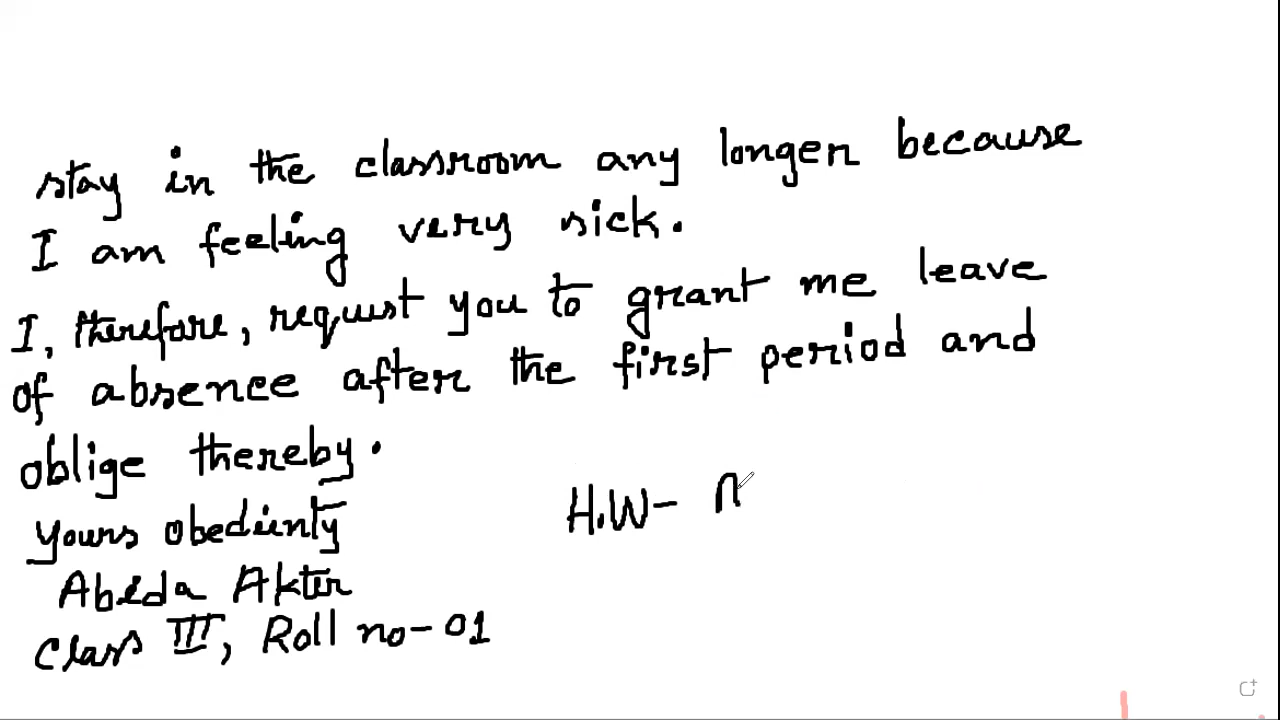 stay in the classroom any longer because
I am feeling very sick.
I, therefore, request you to grant me leave
of absence after the first period and
oblige thereby.
yours obedienty
Abeda Akter
Class III, Roll no-01
H.W-